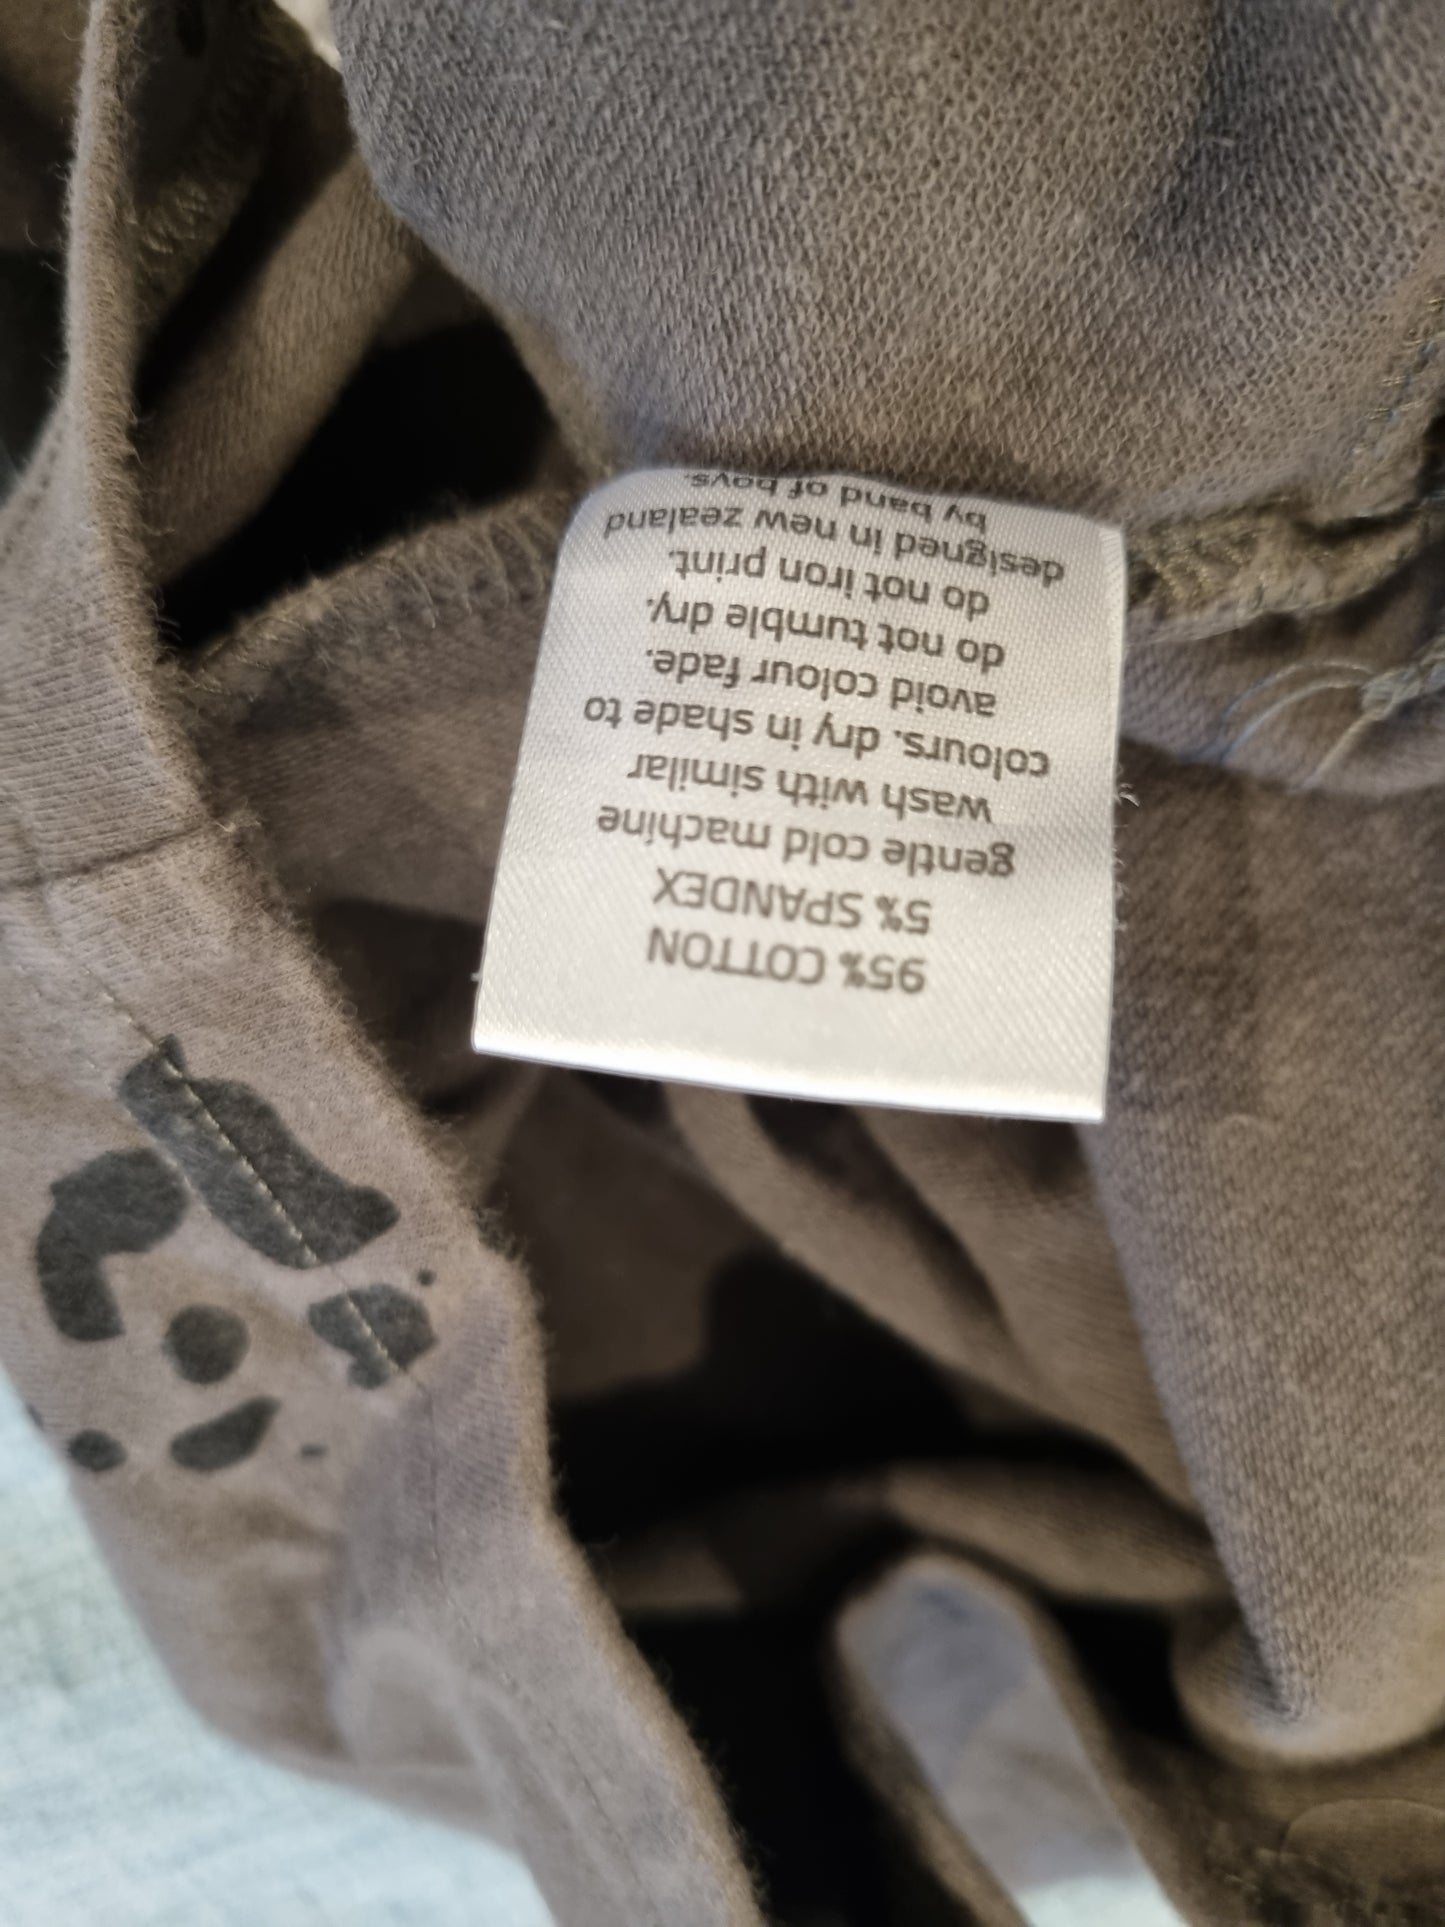 95% COTTON
5% SPANDEX
gentle cold machine
wash with similar
colours. dry in shade to
avoid colour fade.
do not tumble dry.
do not iron print.
designed in new zealand
by band of boys.